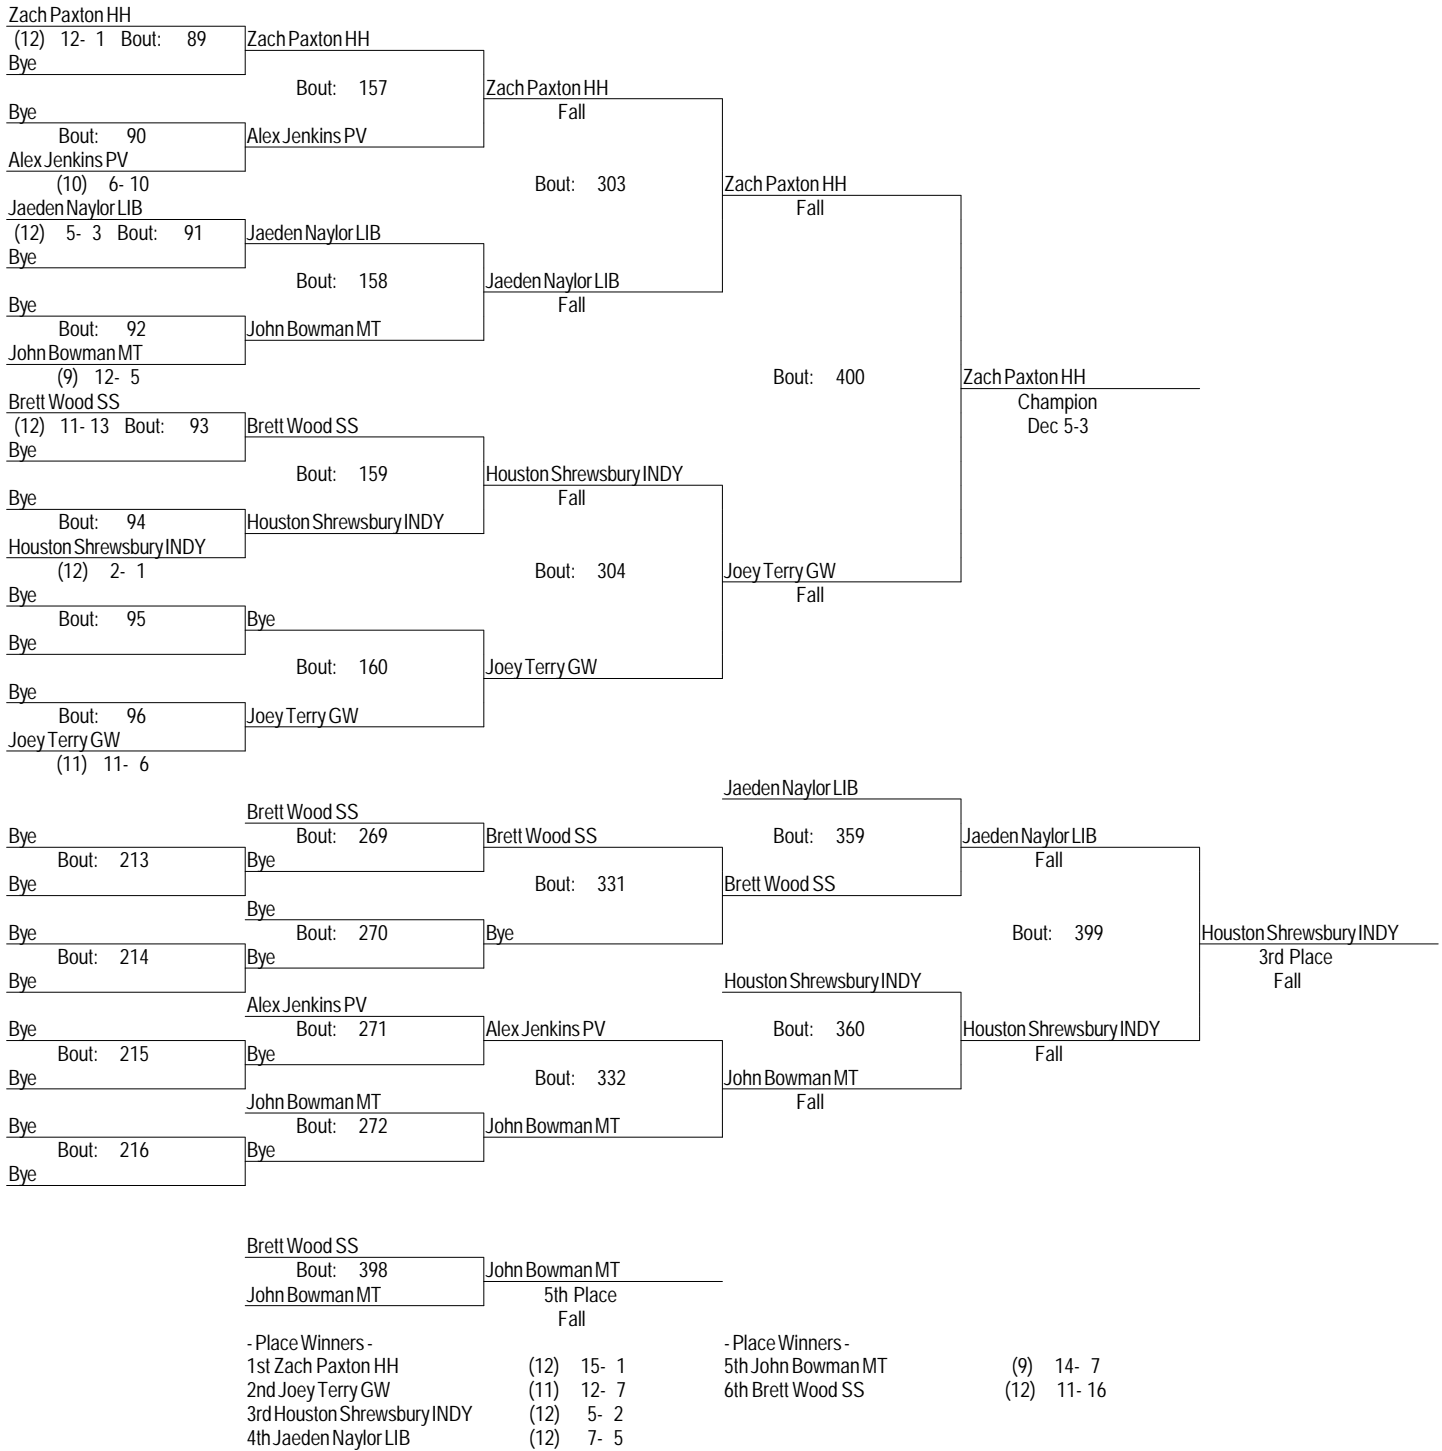 Zach Paxton HH
(12) 12- 1 Bout: 89 Zach Paxton HH
Bye
Bout: 157 Zach Paxton HH
Bye Fall
Bout: 90 Alex Jenkins PV
Alex Jenkins PV
(10) 6- 10 Bout: 303 Zach Paxton HH
Jaeden Naylor LIB Fall
(12) 5- 3 Bout: 91 Jaeden Naylor LIB
Bye
Bout: 158 Jaeden Naylor LIB
Bye Fall
Bout: 92 John Bowman MT
John Bowman MT
(9) 12- 5 Bout: 400 Zach Paxton HH
Brett Wood SS Champion
(12) 11- 13 Bout: 93 Brett Wood SS Dec 5-3
Bye
Bout: 159 Houston Shrewsbury INDY
Bye Fall
Bout: 94 Houston Shrewsbury INDY
Houston Shrewsbury INDY
(12) 2- 1 Bout: 304 Joey Terry GW
Bye Fall
Bout: 95 Bye
Bye
Bout: 160 Joey Terry GW
Bye
Bout: 96 Joey Terry GW
Joey Terry GW
(11) 11- 6
Jaeden Naylor LIB
Brett Wood SS
Bye Bout: 269 Brett Wood SS Bout: 359 Jaeden Naylor LIB
Bout: 213 Bye Fall
Bye Bout: 331 Brett Wood SS
Bye
Bye Bout: 270 Bye Bout: 399 Houston Shrewsbury INDY
Bout: 214 Bye 3rd Place
Bye Houston Shrewsbury INDY Fall
Alex Jenkins PV
Bye Bout: 271 Alex Jenkins PV Bout: 360 Houston Shrewsbury INDY
Bout: 215 Bye Fall
Bye Bout: 332 John Bowman MT
John Bowman MT Fall
Bye Bout: 272 John Bowman MT
Bout: 216 Bye
Bye
Brett Wood SS
Bout: 398 John Bowman MT
John Bowman MT 5th Place
Fall
- Place Winners - - Place Winners -
1st Zach Paxton HH (12) 15- 1 5th John Bowman MT (9) 14- 7
2nd Joey Terry GW (11) 12- 7 6th Brett Wood SS (12) 11- 16
3rd Houston Shrewsbury INDY (12) 5- 2
4th Jaeden Naylor LIB (12) 7- 5